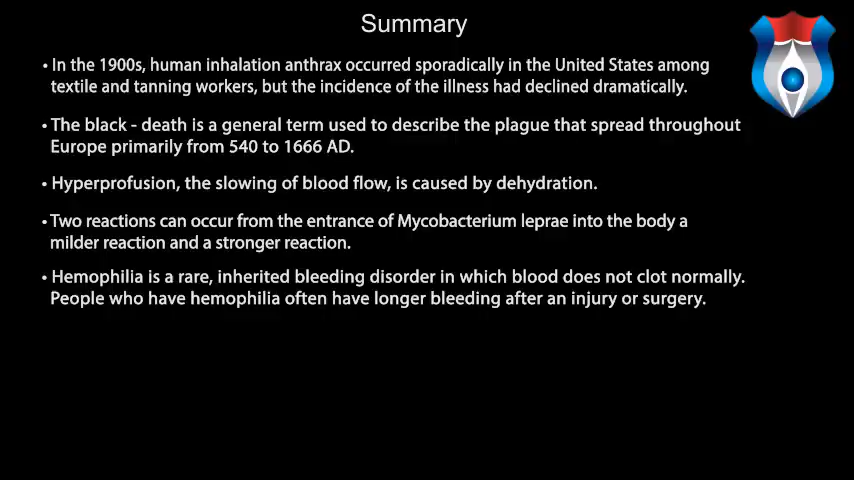 Summary
• In the 1900s, human inhalation anthrax occurred sporadically in the United States among
textile and tanning workers, but the incidence of the illness had declined dramatically.
• The black - death is a general term used to describe the plague that spread throughout
Europe primarily from 540 to 1666 AD.
• Hyperprofusion, the slowing of blood flow, is caused by dehydration.
• Two reactions can occur from the entrance of Mycobacterium leprae into the body a
milder reaction and a stronger reaction.
• Hemophilia is a rare, inherited bleeding disorder in which blood does not clot normally.
People who have hemophilia often have longer bleeding after an injury or surgery.